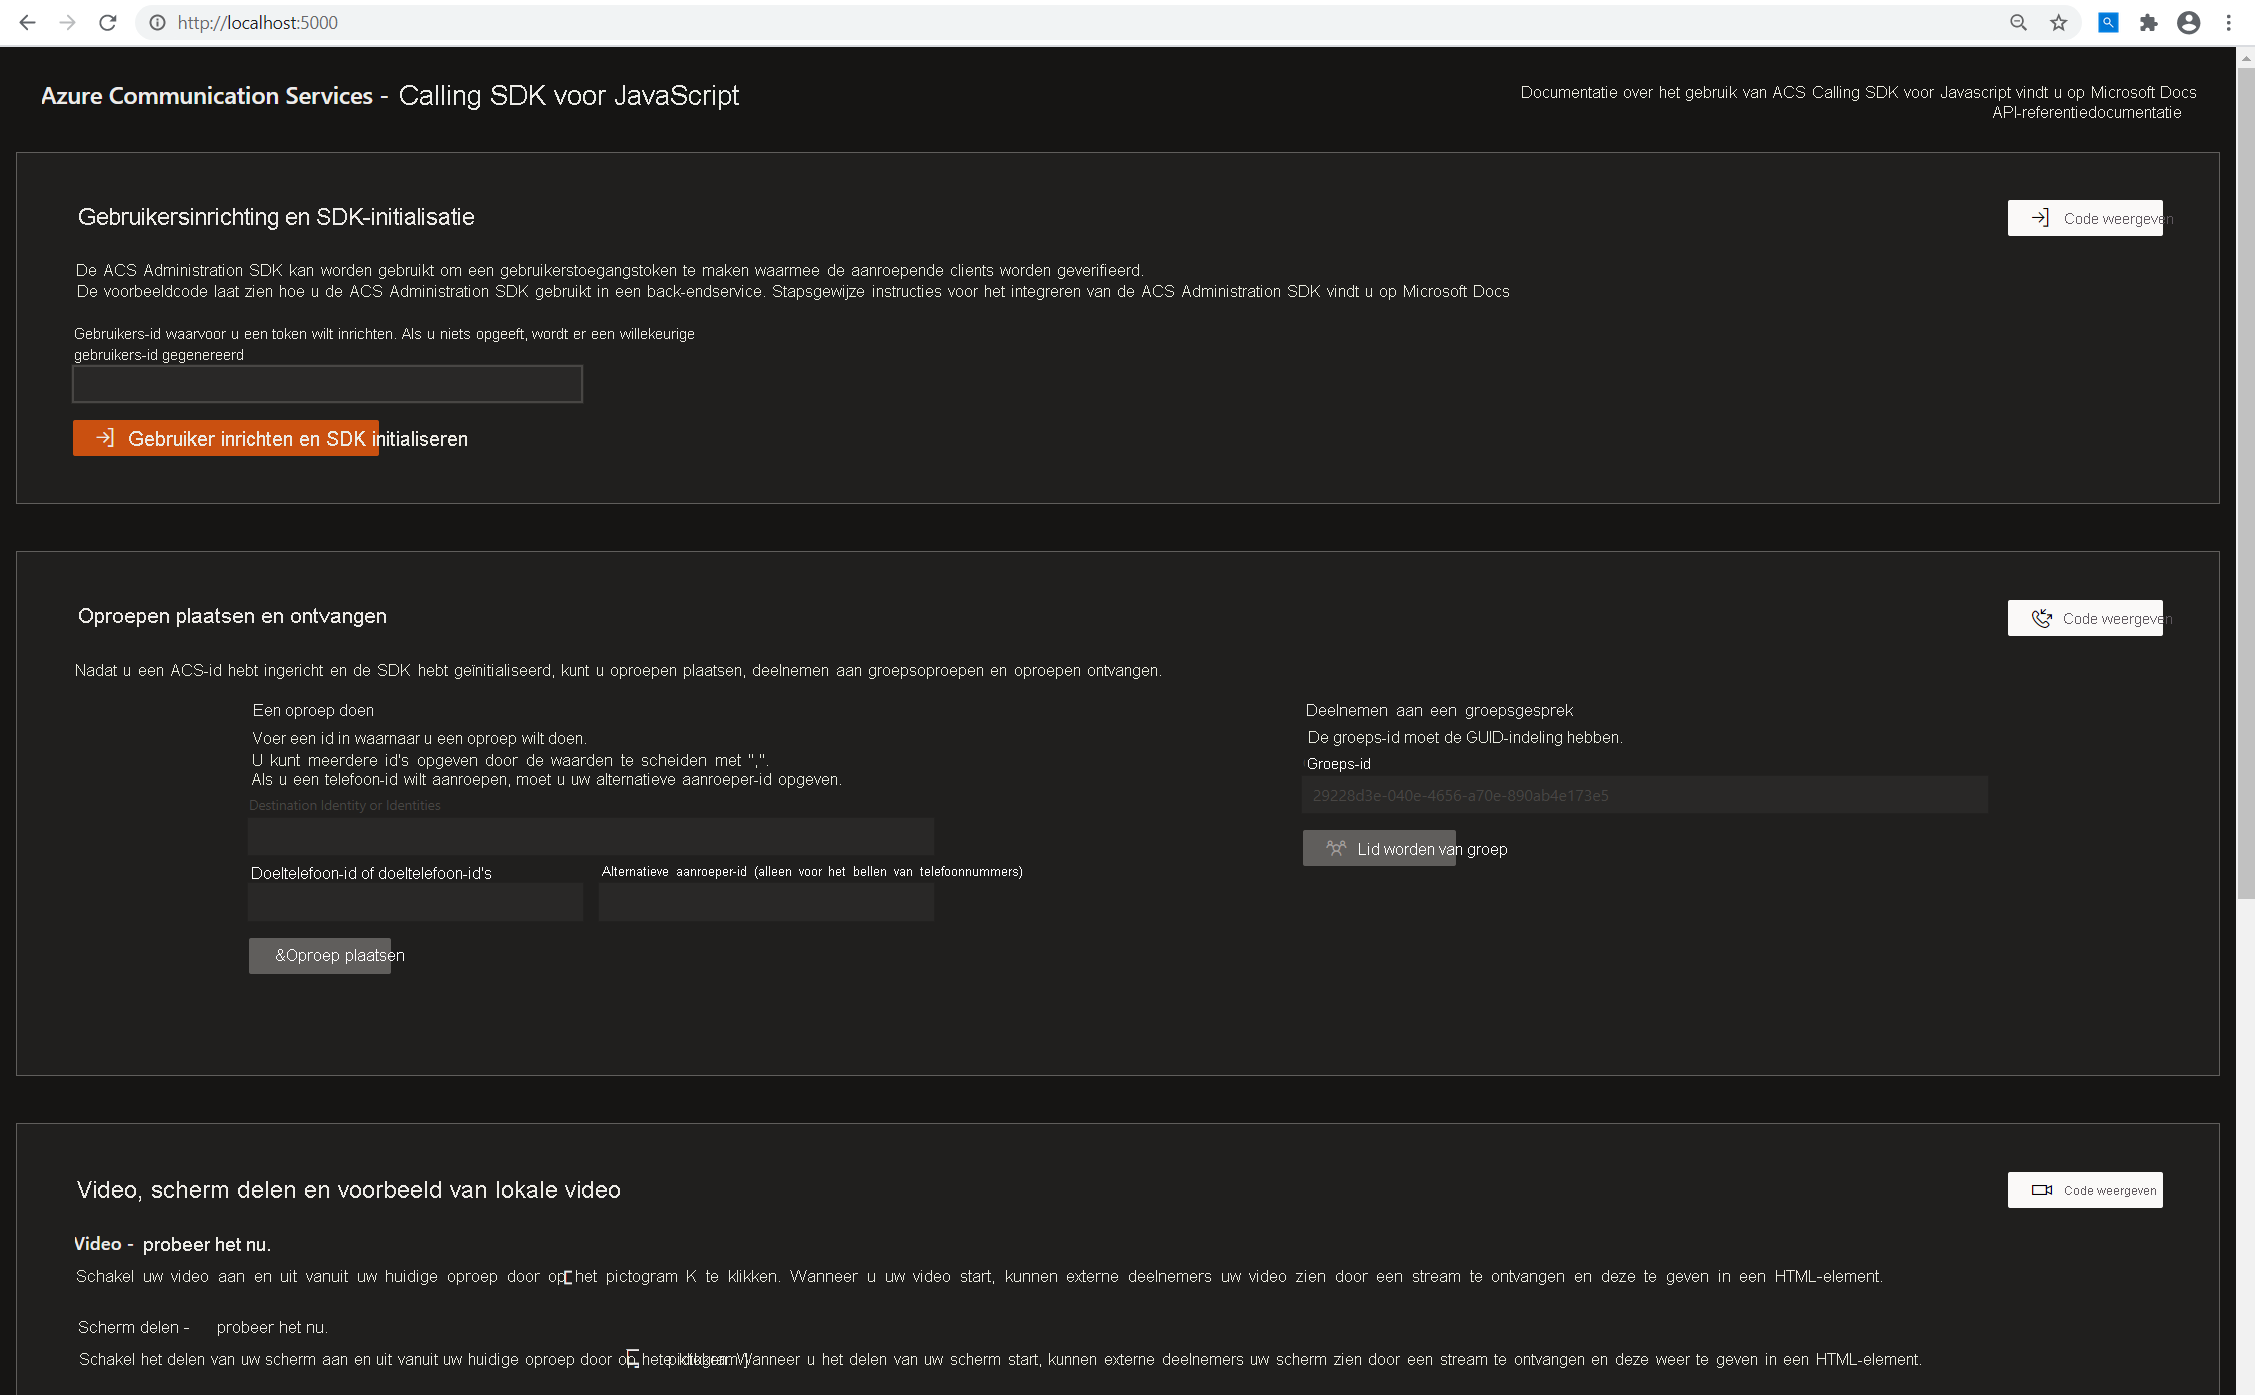 http://localhost:5000
Azure Communication Services - Calling SDK voor JavaScript
Documentatie over het gebruik van ACS Calling SDK voor Javascript vindt u op Microsoft Docs
API-referentiedocumentatie
Gebruikersinrichting en SDK-initialisatie
Code weergeven
De ACS Administration SDK kan worden gebruikt om een gebruikerstoegangstoken te maken waarmee de aanroepende clients worden geverifieerd.
De voorbeeldcode laat zien hoe u de ACS Administration SDK gebruikt in een back-endservice. Stapsgewijze instructies voor het integreren van de ACS Administration SDK vindt u op Microsoft Docs
Gebruikers-id waarvoor u een token wilt inrichten. Als u niets opgeeft, wordt er een willekeurige
gebruikers-id gegenereerd
Gebruiker inrichten en SDK initialiseren
Oproepen plaatsen en ontvangen
Code weergeven
Nadat u een ACS-id hebt ingericht en de SDK hebt geïnitialiseerd, kunt u oproepen plaatsen, deelnemen aan groepsoproepen en oproepen ontvangen.
Een oproep doen
Voer een id in waarnaar u een oproep wilt doen.
U kunt meerdere id's opgeven door de waarden te scheiden met ",".
Als u een telefoon-id wilt aanroepen, moet u uw alternatieve aanroeper-id opgeven.
Destination Identity or Identities
Doeltelefoon-id of doeltelefoon-id's
Alternatieve aanroeper-id (alleen voor het bellen van telefoonnummers)
&Oproep plaatsen
Deelnemen aan een groepsgesprek
De groeps-id moet de GUID-indeling hebben.
Groeps-id
29228d3e-040e-4656-a70e-890ab4e173e5
Lid worden van groep
Video, scherm delen en voorbeeld van lokale video
Code weergeven
Video - probeer het nu.
Schakel uw video aan en uit vanuit uw huidige oproep door op het pictogram K te klikken. Wanneer u uw video start, kunnen externe deelnemers uw video zien door een stream te ontvangen en deze te geven in een HTML-element.
Scherm delen - probeer het nu.
Schakel het delen van uw scherm aan en uit vanuit uw huidige oproep door op het Wanneer u het delen van uw scherm start, kunnen externe deelnemers uw scherm zien door een stream te ontvangen en deze weer te geven in een HTML-element.